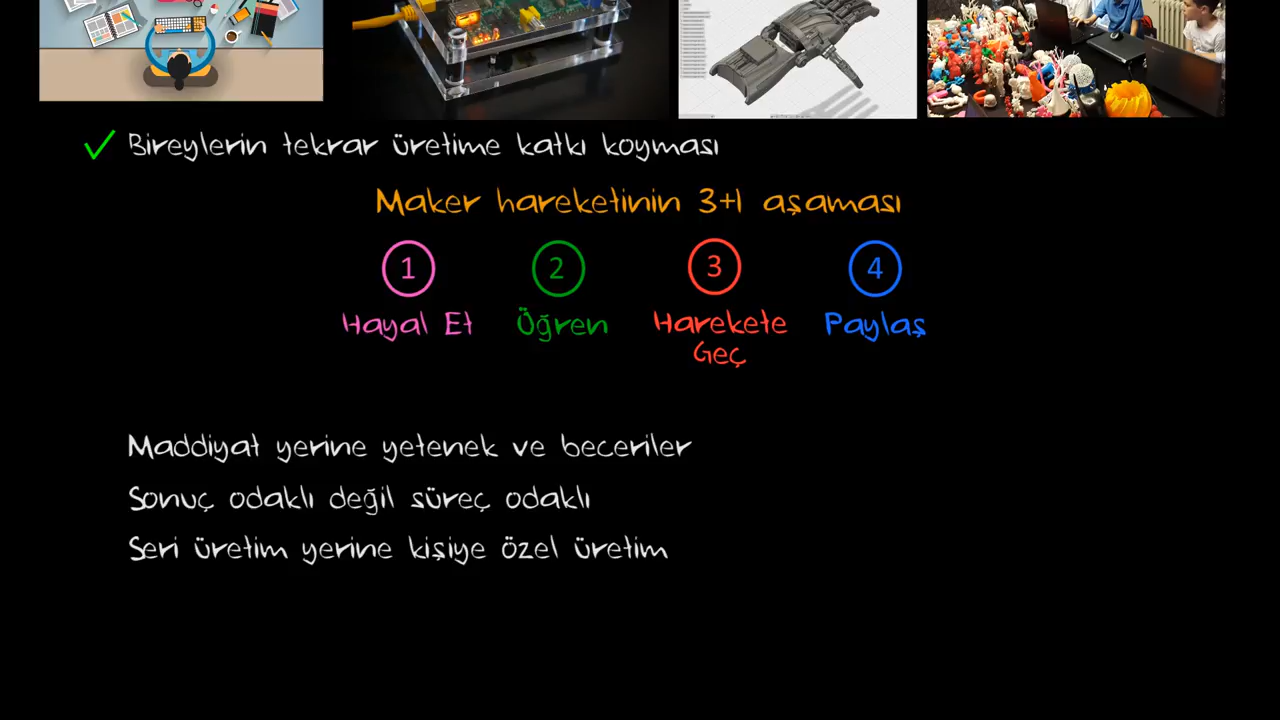 Bireylerin tekrar üretime katkı koyması
Maker hareketinin 3+1 aşaması
1 2 3 4
Hayal Et Öğren Harekete Geç Paylaş
Maddiyat yerine yetenek ve beceriler
Sonuç odaklı değil süreç odaklı
Seri üretim yerine kişiye özel üretim